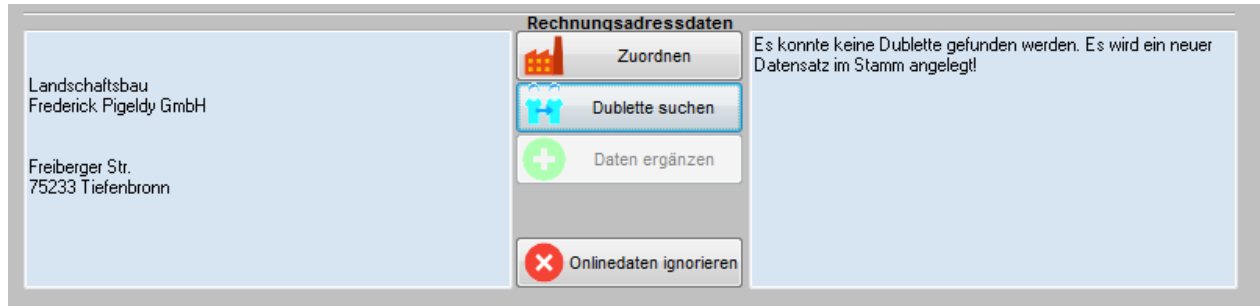 Rechnungsadressdaten
Landschaftsbau
Frederick Pigeldy GmbH
Freiberger Str.
75233 Tiefenbronn
Zuordnen
Dublette suchen
Daten ergänzen
Onlinedaten ignorieren
Es konnte keine Dublette gefunden werden. Es wird ein neuer
Datensatz im Stamm angelegt!